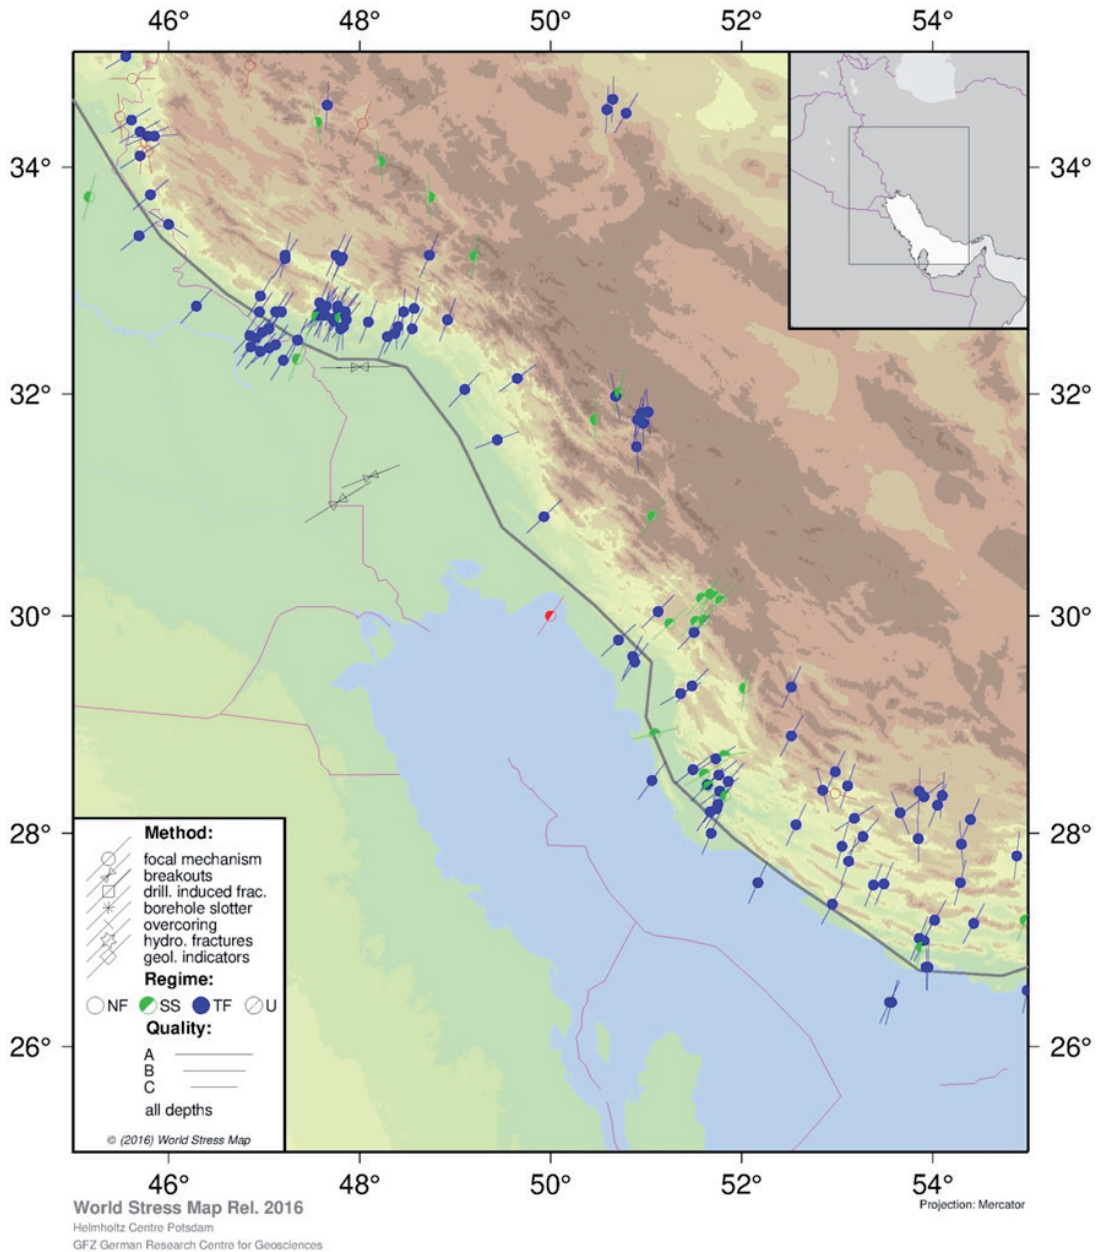 46° 48° 50° 52° 54°
34° 34°
32° 32°
30° 30°
28° 28°
26° 26°
Method:
focal mechanism
breakouts
drill. induced frac.
borehole slotter
overcoring
hydro. fractures
geol. indicators
Regime:
NF SS TF U
Quality:
A
B
C
all depths
© (2016) World Stress Map
46° 48° 50° 52° 54°
World Stress Map Rel. 2016
Projection: Mercator
Helmholtz Centre Potsdam
GFZ German Research Centre for Geosciences